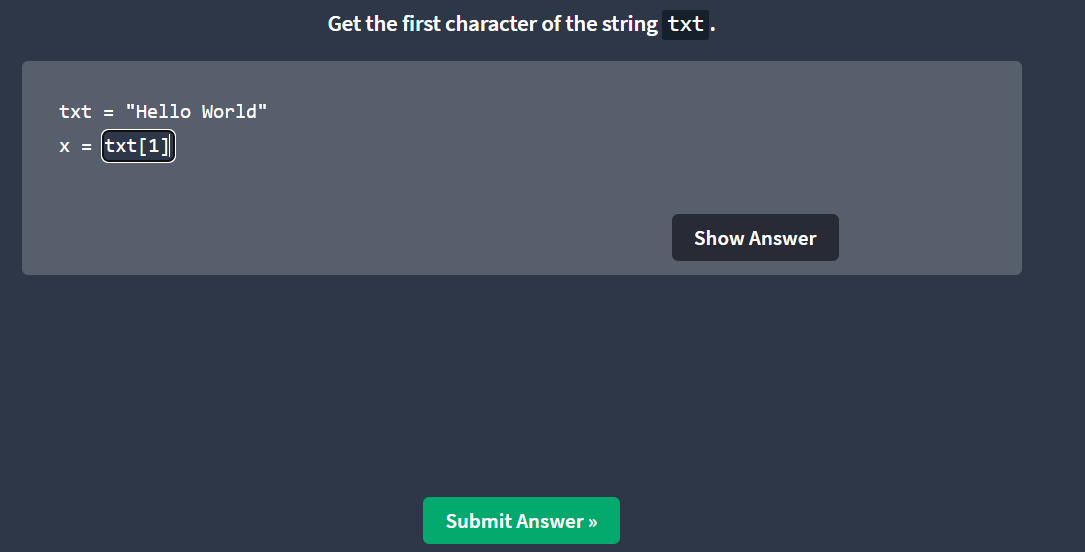 Get the first character of the string txt.
txt = "Hello World"
x = txt[1]
Show Answer
Submit Answer »